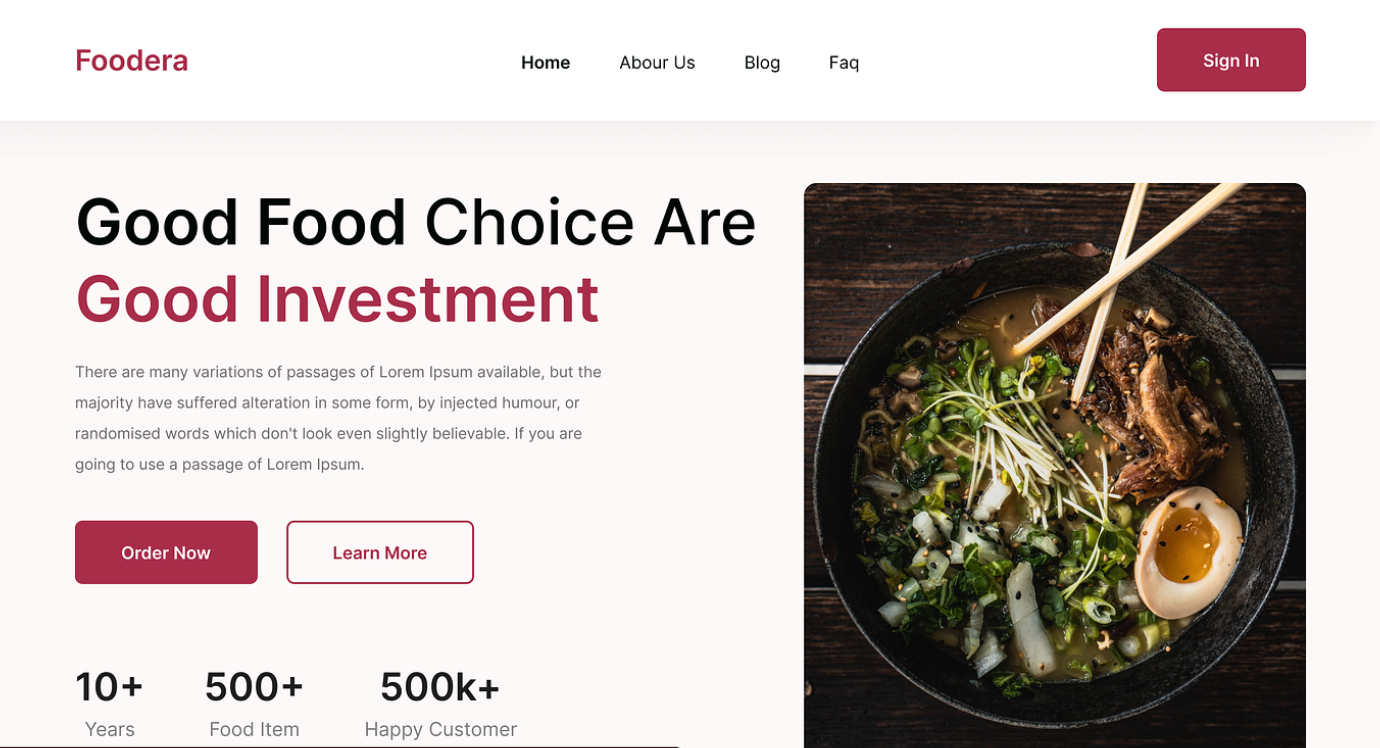 Foodera
Home
Abour Us
Blog
Faq
Sign In
Good Food Choice Are
Good Investment
There are many variations of passages of Lorem Ipsum available, but the
majority have suffered alteration in some form, by injected humour, or
randomised words which don't look even slightly believable. If you are
going to use a passage of Lorem Ipsum.
Order Now
Learn More
10+
Years
500+
Food Item
500k+
Happy Customer